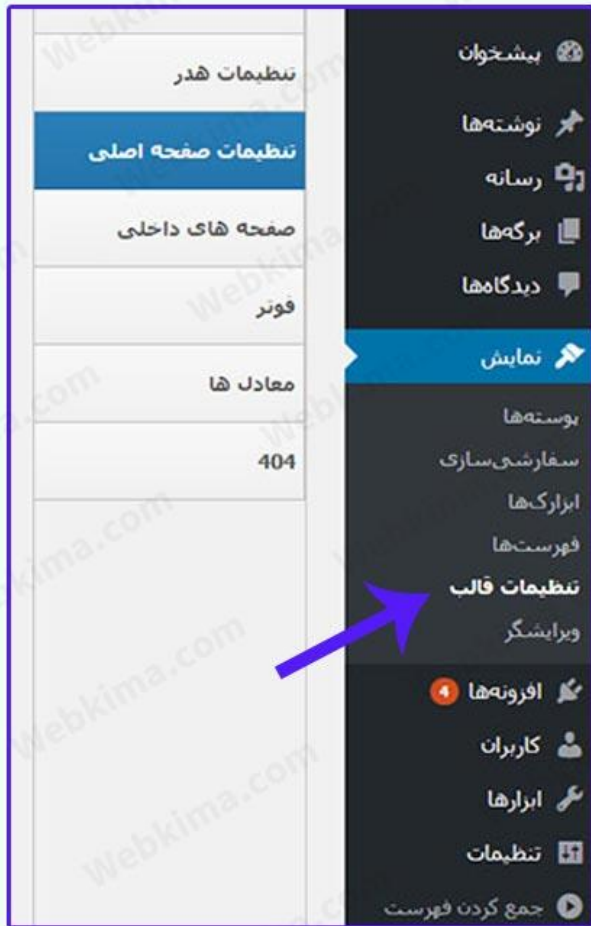 پیشخوان
نوشته‌ها
رسانه
برگه‌ها
دیدگاه‌ها
نمایش
پوسته‌ها
سفارشی‌سازی
ابزارک‌ها
فهرست‌ها
تنظیمات قالب
ویرایشگر
افزونه‌ها 4
کاربران
ابزارها
تنظیمات
جمع کردن فهرست
تنظیمات هدر
تنظیمات صفحه اصلی
صفحه های داخلی
فوتر
معادل ها
404
Webkima.com